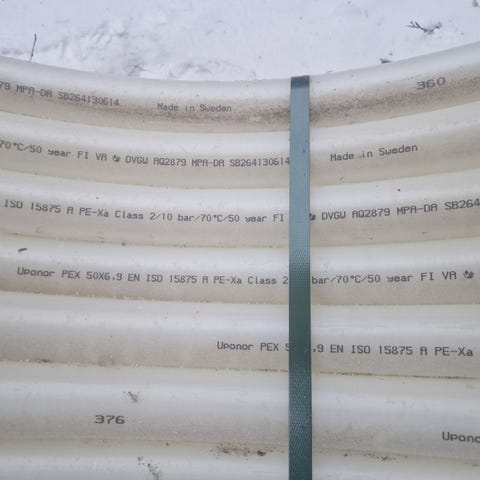 79 MPA-DA SB264130614 Made in Sweden 360
70°C/50 year FI VA DVGW AQ2879 MPA-DA SB264130614 Made in Sweden
ISO 15875 A PE-Xa Class 2/10 bar/70°C/50 year FI DVGW AQ2879 MPA-DA SB264
Uponor PEX 50X6.9 EN ISO 15875 A PE-Xa Class 2 bar/70°C/50 year FI VA
Uponor PEX 5 .9 EN ISO 15875 A PE-Xa
376 Upono